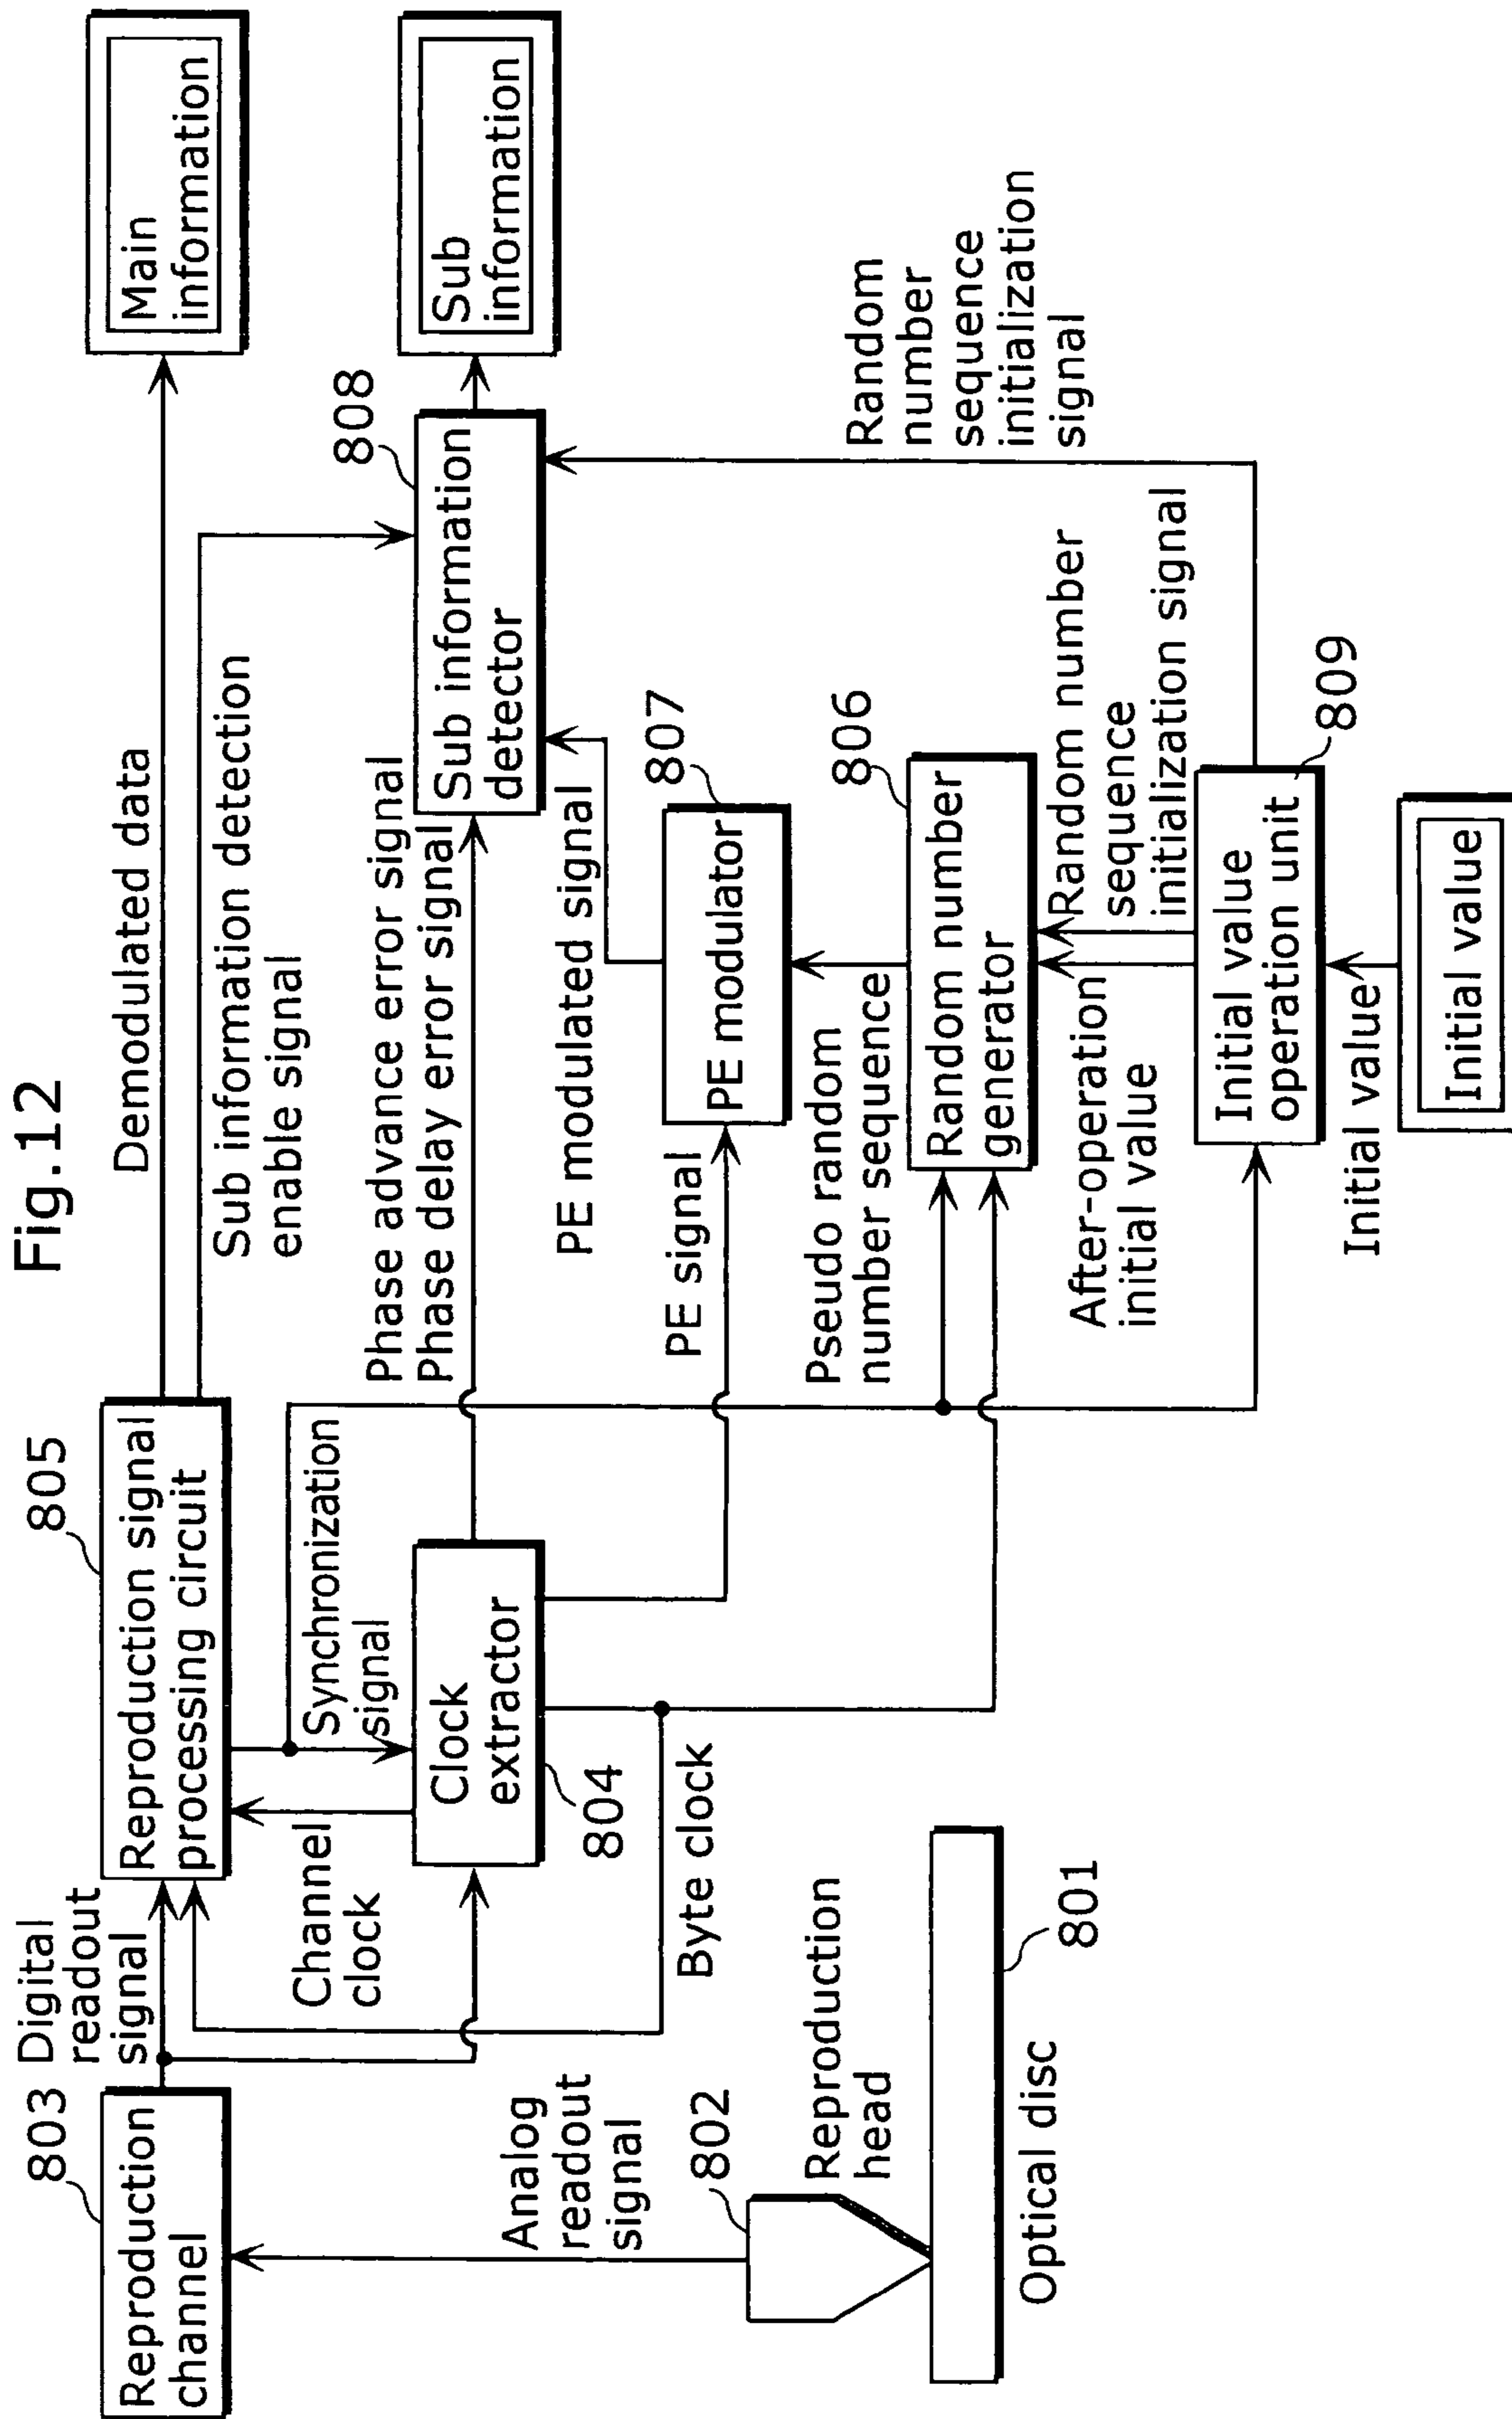 Fig.12
803
Reproduction
channel
Digital
readout
signal
805
Reproduction signal
processing circuit
Demodulated data
Main
information
Sub information detection
enable signal
Channel
clock
Synchronization
signal
Clock
extractor
804
Phase advance error signal
Phase delay error signal
808
Sub information
detector
Sub
information
Analog
readout
signal
Byte clock
PE modulated signal
PE signal
807
PE modulator
802
Reproduction
head
Pseudo random
number sequence
806
Random number
generator
Random
number
sequence
initialization
signal
801
Optical disc
After-operation
initial value
Random number
sequence
initialization signal
Initial value
operation unit
809
Initial value
Initial value